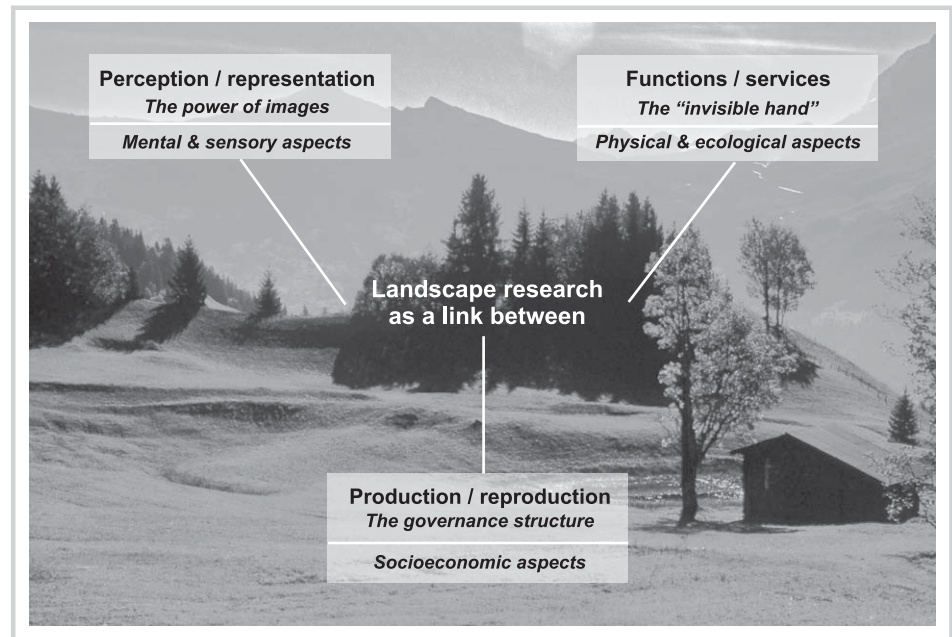 Perception / representation
The power of images
Mental & sensory aspects
Functions / services
The “invisible hand”
Physical & ecological aspects
Landscape research
as a link between
Production / reproduction
The governance structure
Socioeconomic aspects